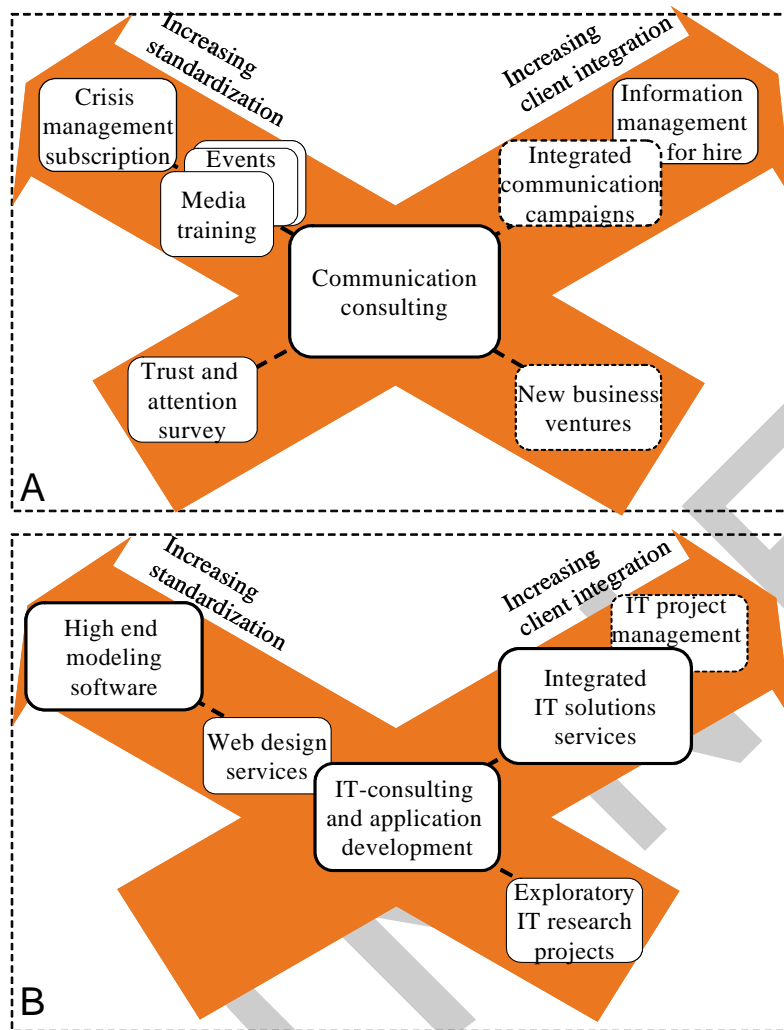 Increasing
standardization
Increasing
client integration
Crisis
management
subscription
Events
Media
training
Information
management
for hire
Integrated
communication
campaigns
Communication
consulting
Trust and
attention
survey
New business
ventures
A
Increasing
standardization
Increasing
client integration
High end
modeling
software
IT project
management
Integrated
IT solutions
services
Web design
services
IT-consulting
and application
development
Exploratory
IT research
projects
B